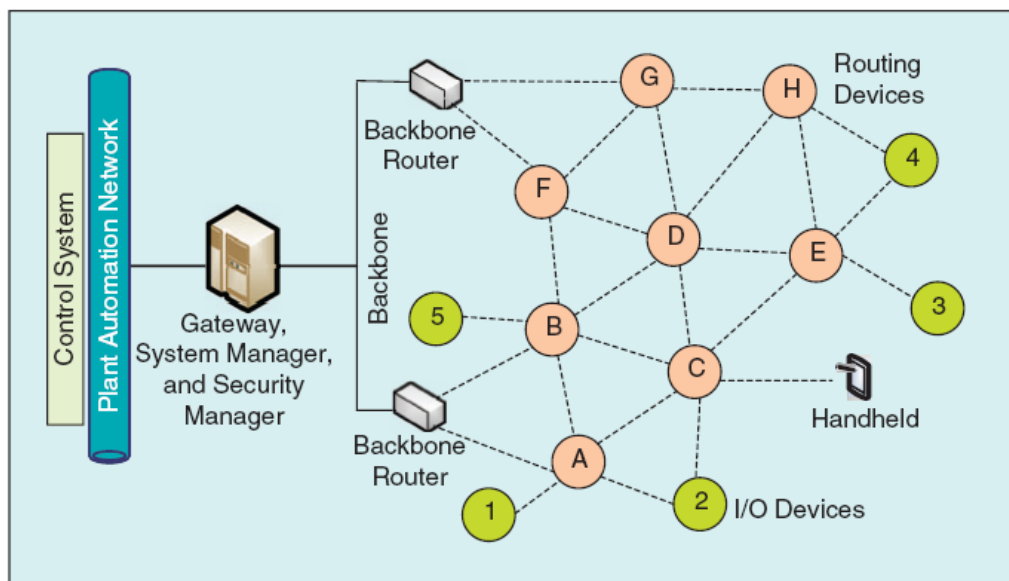 Control System
Plant Automation Network
Gateway,
System Manager,
and Security
Manager
Backbone
Backbone
Router
Backbone
Router
G
H
Routing
Devices
4
F
D
E
3
5
B
C
Handheld
A
1
2
I/O Devices